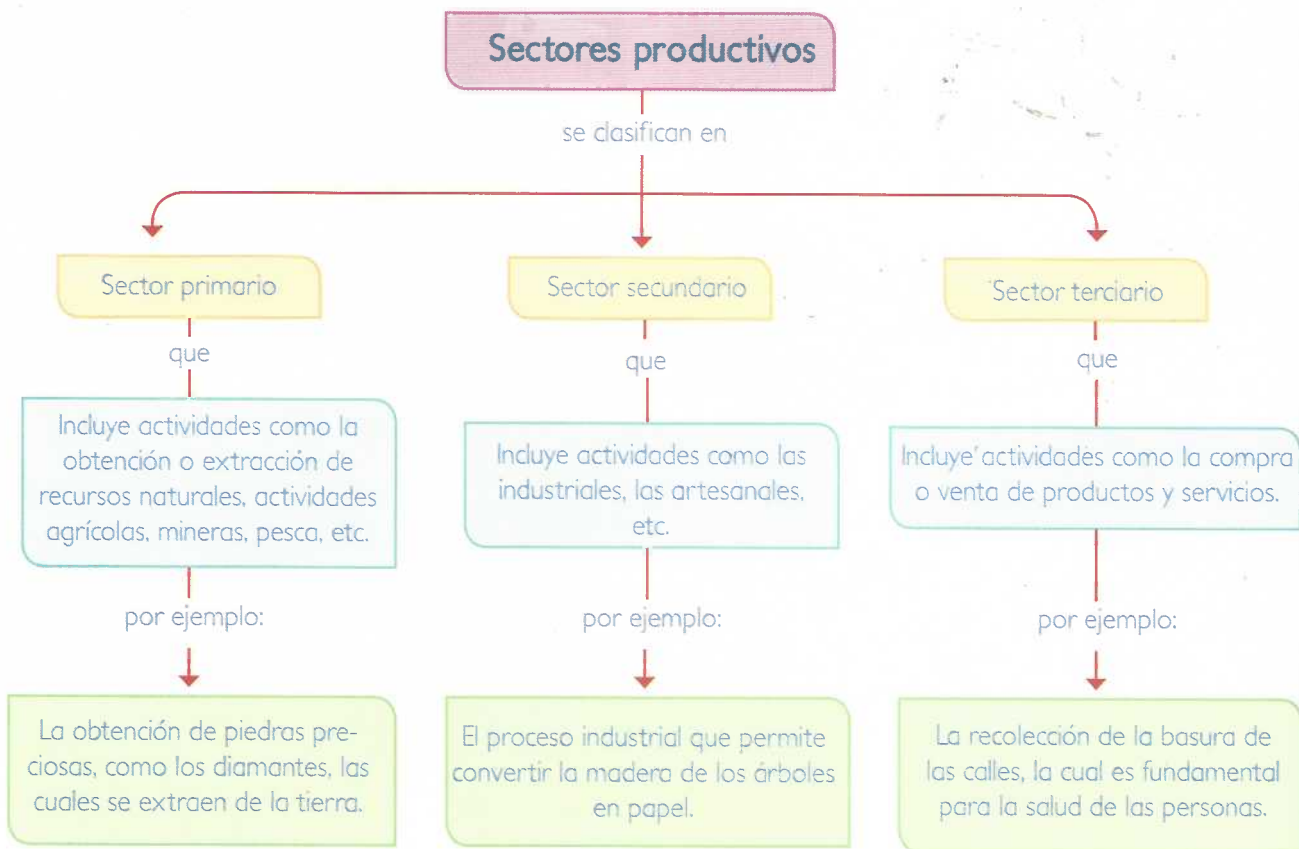 Sectores productivos
se clasifican en
Sector primario
que
Incluye actividades como la
obtención o extracción de
recursos naturales, actividades
agrícolas, mineras, pesca, etc.
por ejemplo:
La obtención de piedras pre-
ciosas, como los diamantes, las
cuales se extraen de la tierra.
Sector secundario
que
Incluye actividades como las
industriales, las artesanales,
etc.
por ejemplo:
El proceso industrial que permite
convertir la madera de los árboles
en papel.
Sector terciario
que
Incluye actividades como la compra
o venta de productos y servicios.
por ejemplo:
La recolección de la basura de
las calles, la cual es fundamental
para la salud de las personas.